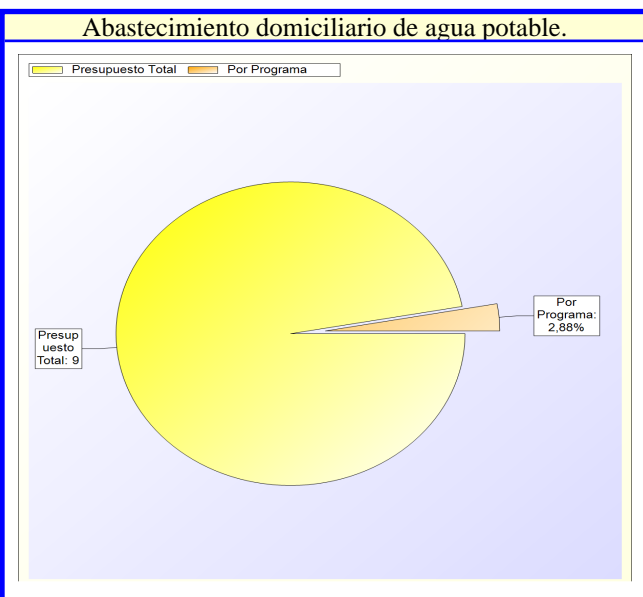 Abastecimiento domiciliario de agua potable.
Presupuesto Total Por Programa
Presup
uesto
Total: 9
Por
Programa:
2,88%